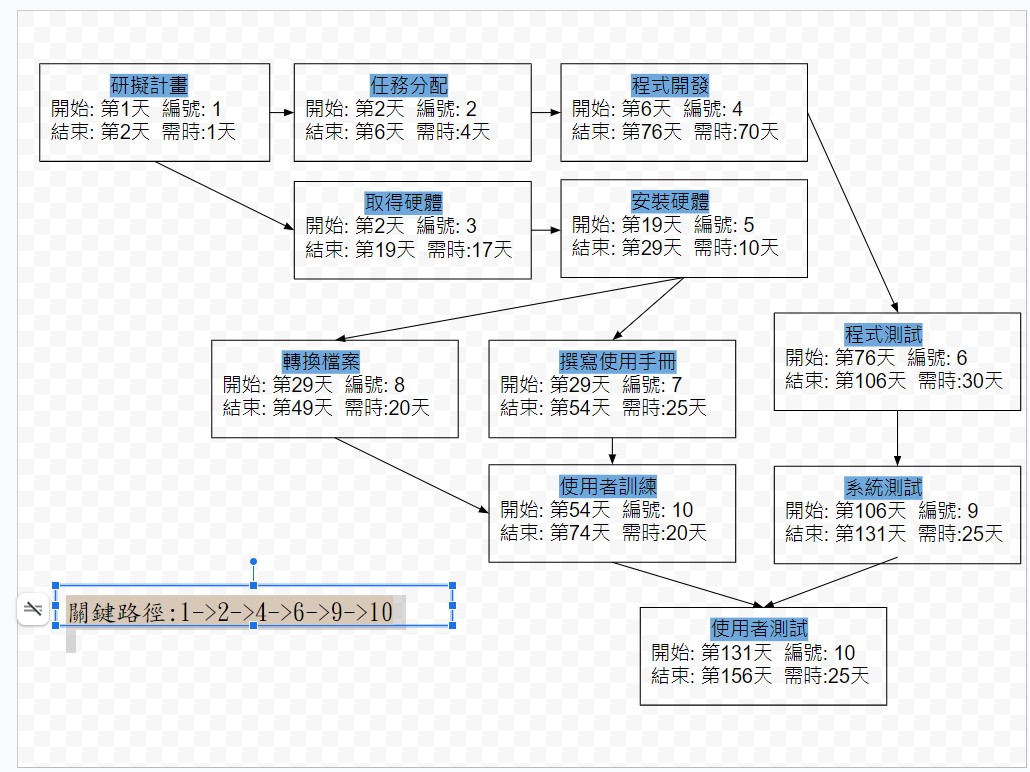 研擬計畫
開始: 第1天 編號: 1
結束: 第2天 需時:1天
任務分配
開始: 第2天 編號: 2
結束: 第6天 需時:4天
程式開發
開始: 第6天 編號: 4
結束: 第76天 需時:70天
取得硬體
開始: 第2天 編號: 3
結束: 第19天 需時:17天
安裝硬體
開始: 第19天 編號: 5
結束: 第29天 需時:10天
程式測試
開始: 第76天 編號: 6
結束: 第106天 需時:30天
轉換檔案
開始: 第29天 編號: 8
結束: 第49天 需時:20天
撰寫使用手冊
開始: 第29天 編號: 7
結束: 第54天 需時:25天
使用者訓練
開始: 第54天 編號: 10
結束: 第74天 需時:20天
系統測試
開始: 第106天 編號: 9
結束: 第131天 需時:25天
關鍵路徑:1->2->4->6->9->10
使用者測試
開始: 第131天 編號: 10
結束: 第156天 需時:25天